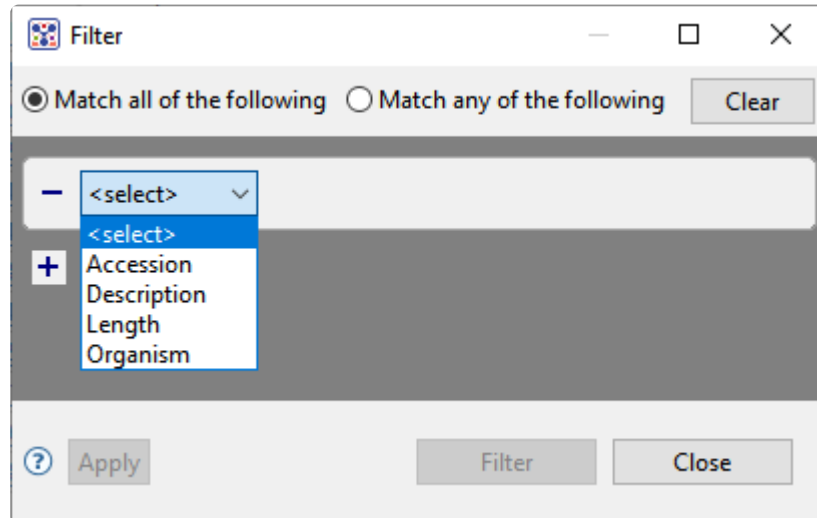 Filter
Match all of the following Match any of the following Clear
<select>
<select>
Accession
Description
Length
Organism
? Apply Filter Close